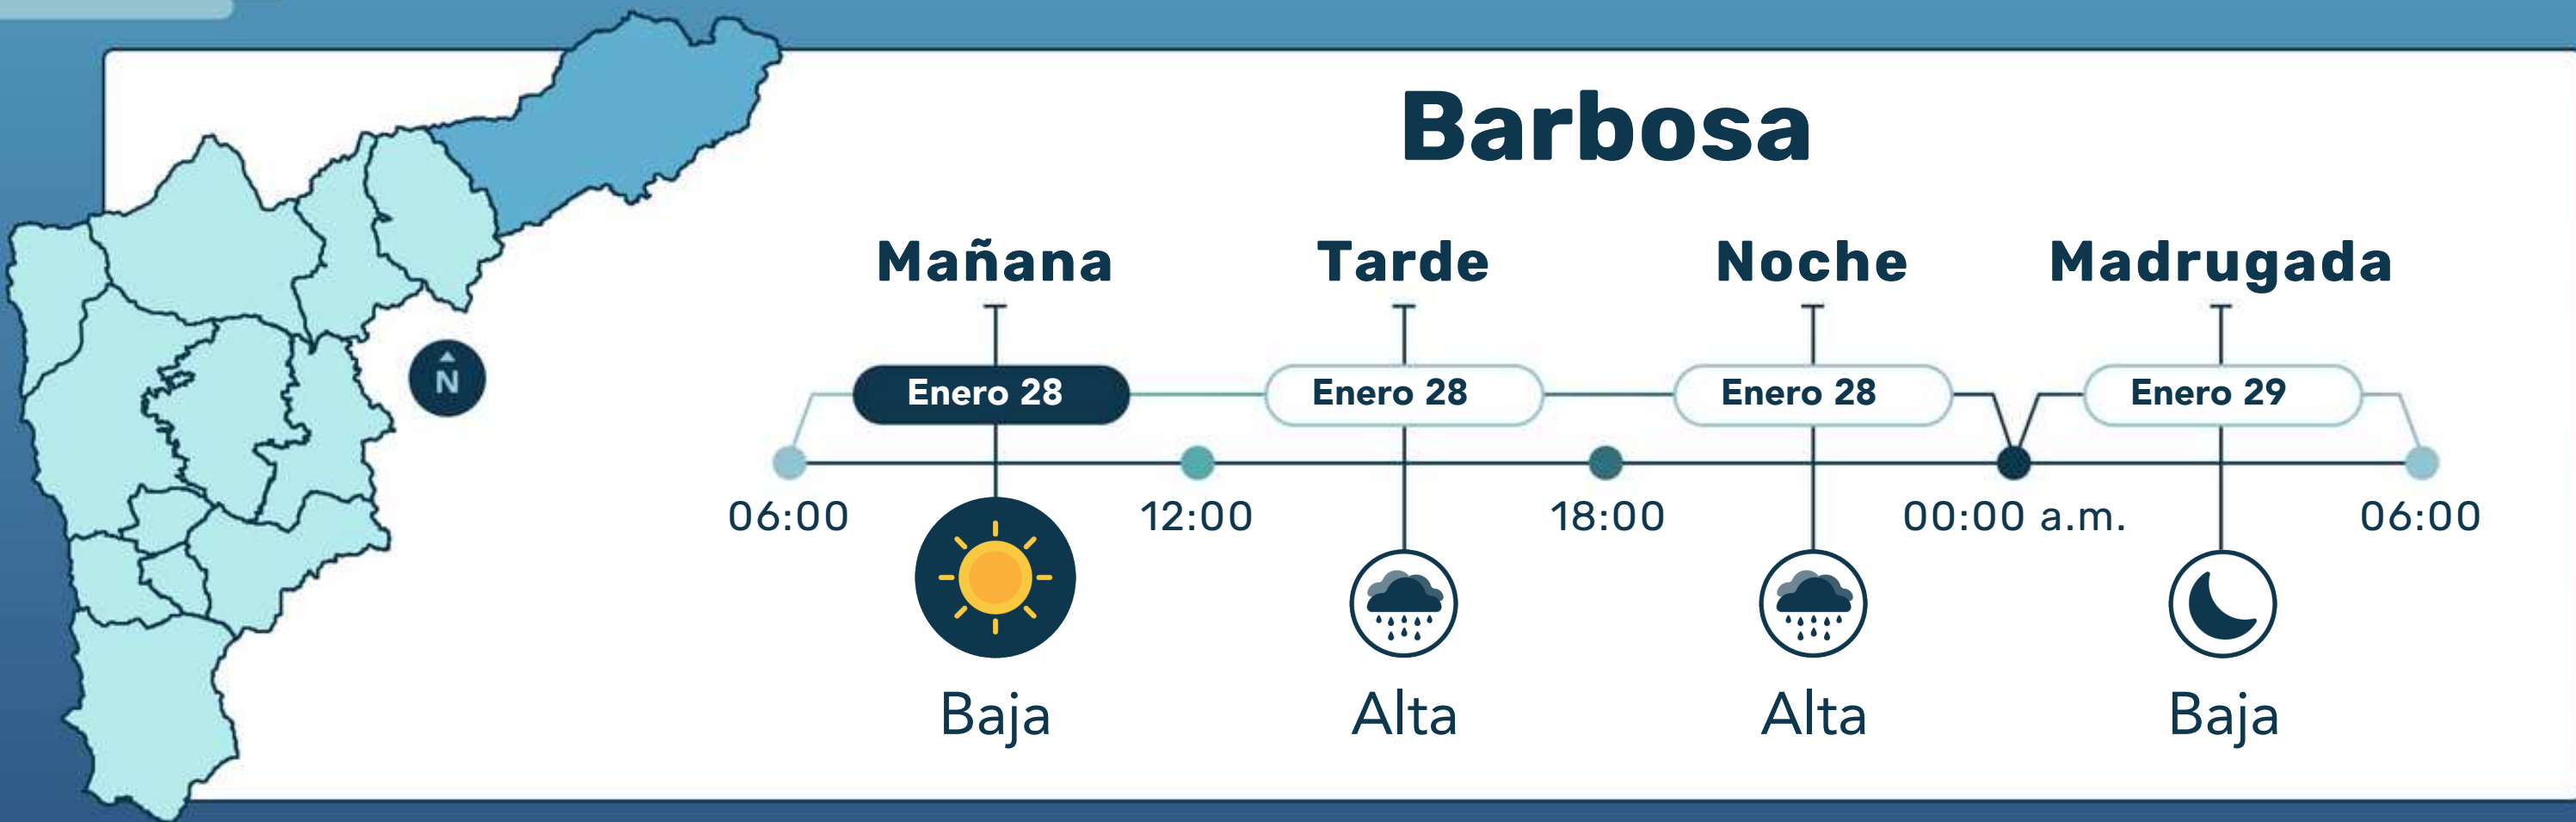 Barbosa
Mañana Tarde Noche Madrugada
Enero 28 Enero 28 Enero 28 Enero 29
N
06:00 12:00 18:00 00:00 a.m. 06:00
Baja Alta Alta Baja